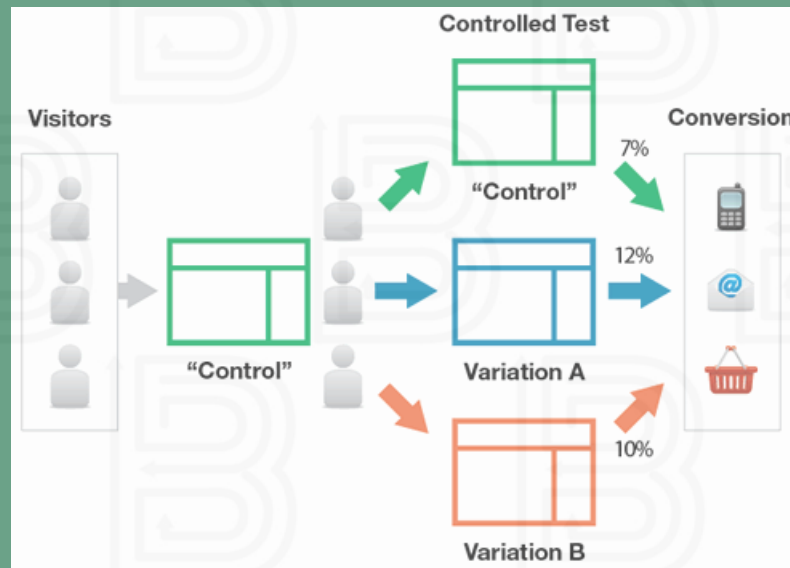 Controlled Test
Visitors
Conversion
7%
“Control”
12%
“Control”
Variation A
10%
Variation B